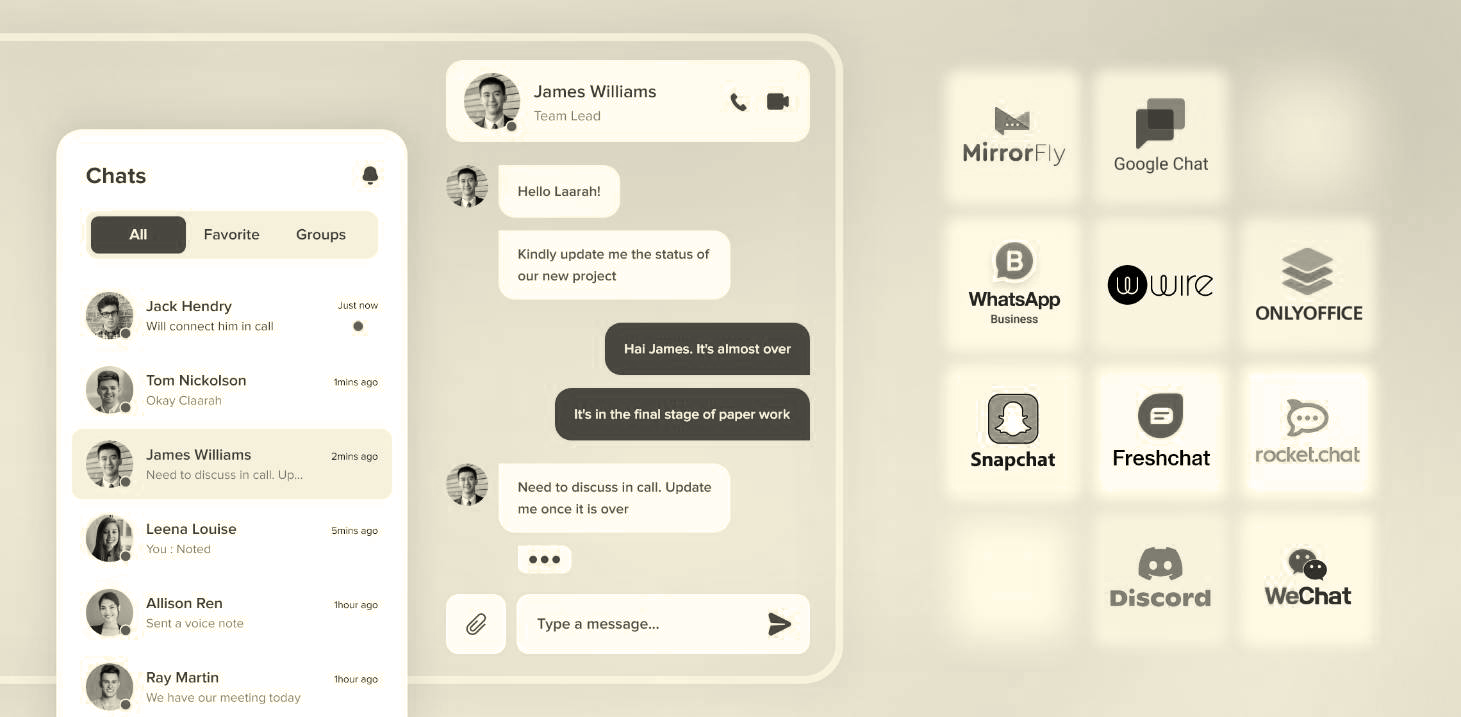 Chats
All Favorite Groups
Jack Hendry Just now
Will connect him in call
Tom Nickolson 1mins ago
Okay Claarah
James Williams 2mins ago
Need to discuss in call. Up...
Leena Louise 5mins ago
You : Noted
Allison Ren 1hour ago
Sent a voice note
Ray Martin 1hour ago
We have our meeting today
James Williams
Team Lead
Hello Laarah!
Kindly update me the status of
our new project
Hai James. It's almost over
It's in the final stage of paper work
Need to discuss in call. Update
me once it is over
Type a message...
MirrorFly
Google Chat
WhatsApp
Business
wire
ONLYOFFICE
Snapchat
Freshchat
rocket.chat
Discord
WeChat